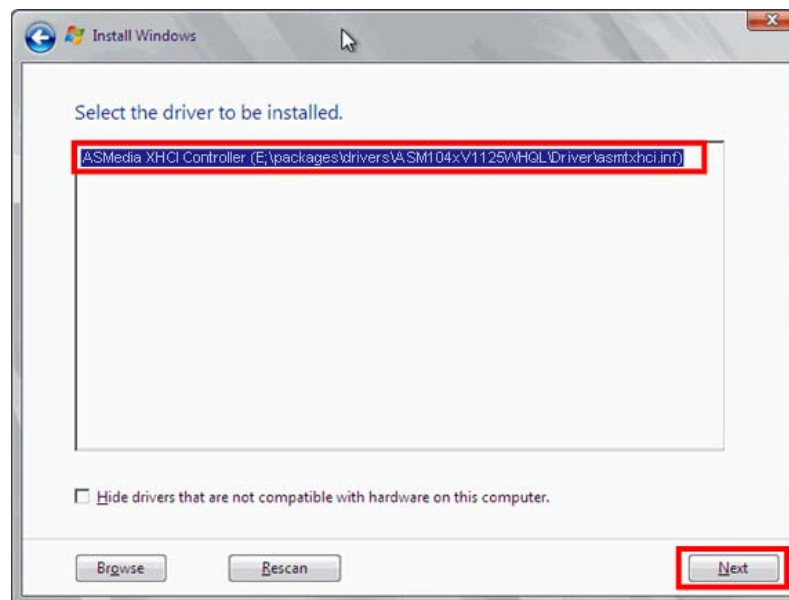 Install Windows
Select the driver to be installed.
ASMedia XHCI Controller (E;\packages\drivers\ASM104xV1125WHQL\Driver\asmtxhci.inf)
Hide drivers that are not compatible with hardware on this computer.
Browse Rescan Next